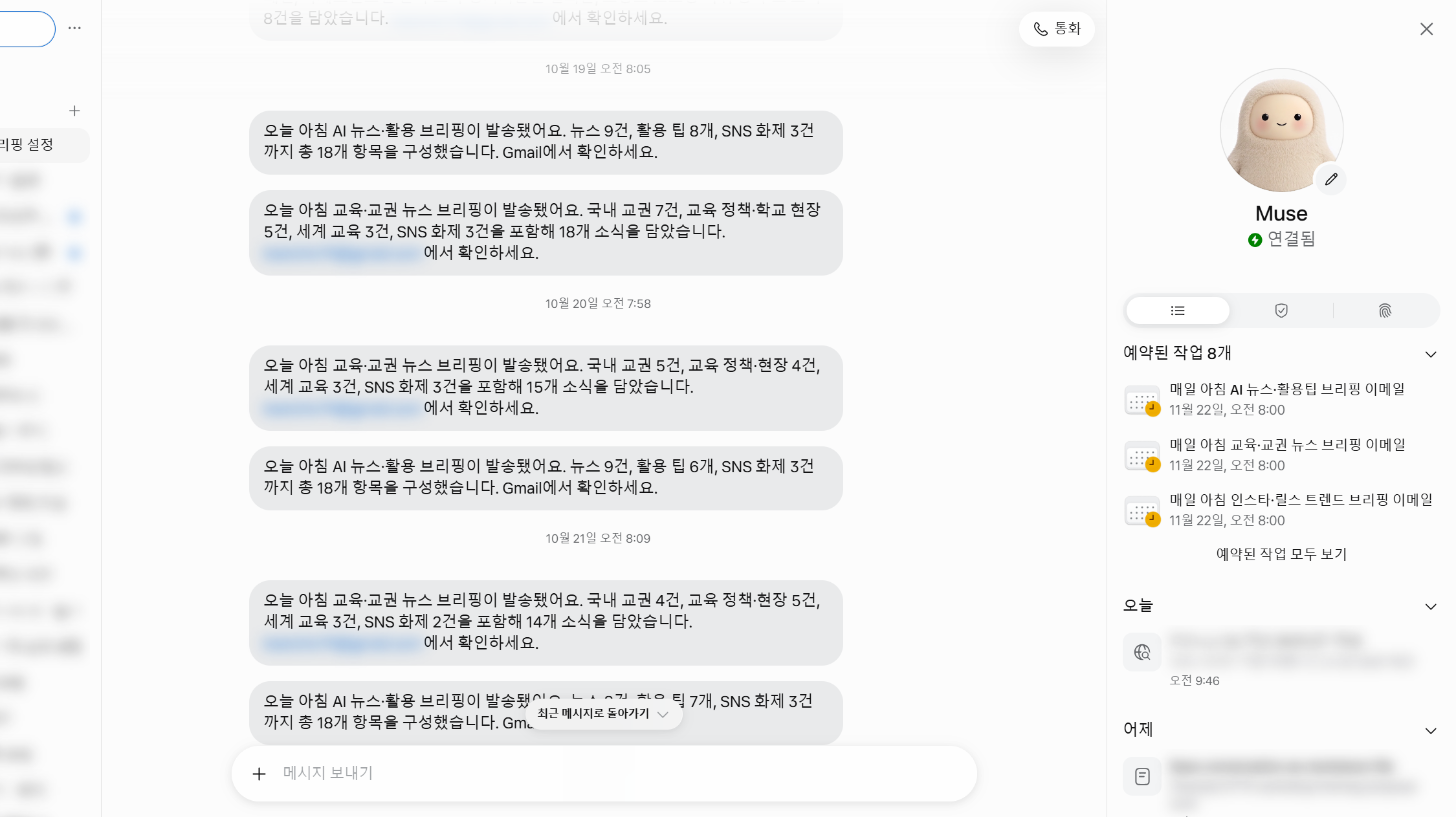 리핑 설정
8건을 담았습니다. 에서 확인하세요.
통화
10월 19일 오전 8:05
오늘 아침 AI 뉴스·활용 브리핑이 발송됐어요. 뉴스 9건, 활용 팁 8개, SNS 화제 3건
까지 총 18개 항목을 구성했습니다. Gmail에서 확인하세요.
오늘 아침 교육·교권 뉴스 브리핑이 발송됐어요. 국내 교권 7건, 교육 정책·학교 현장
5건, 세계 교육 3건, SNS 화제 3건을 포함해 18개 소식을 담았습니다.
에서 확인하세요.
10월 20일 오전 7:58
오늘 아침 교육·교권 뉴스 브리핑이 발송됐어요. 국내 교권 5건, 교육 정책·현장 4건,
세계 교육 3건, SNS 화제 3건을 포함해 15개 소식을 담았습니다.
에서 확인하세요.
오늘 아침 AI 뉴스·활용 브리핑이 발송됐어요. 뉴스 9건, 활용 팁 6개, SNS 화제 3건
까지 총 18개 항목을 구성했습니다. Gmail에서 확인하세요.
10월 21일 오전 8:09
오늘 아침 교육·교권 뉴스 브리핑이 발송됐어요. 국내 교권 4건, 교육 정책·현장 5건,
세계 교육 3건, SNS 화제 2건을 포함해 14개 소식을 담았습니다.
에서 확인하세요.
오늘 아침 AI 뉴스·활용 브리핑이 발송됐어요. 팁 7개, SNS 화제 3건
까지 총 18개 항목을 구성했습니다. Gma
최근 메시지로 돌아가기
메시지 보내기
Muse
연결됨
예약된 작업 8개
매일 아침 AI 뉴스·활용팁 브리핑 이메일
11월 22일, 오전 8:00
매일 아침 교육·교권 뉴스 브리핑 이메일
11월 22일, 오전 8:00
매일 아침 인스타·릴스 트렌드 브리핑 이메일
11월 22일, 오전 8:00
예약된 작업 모두 보기
오늘
오전 9:46
어제